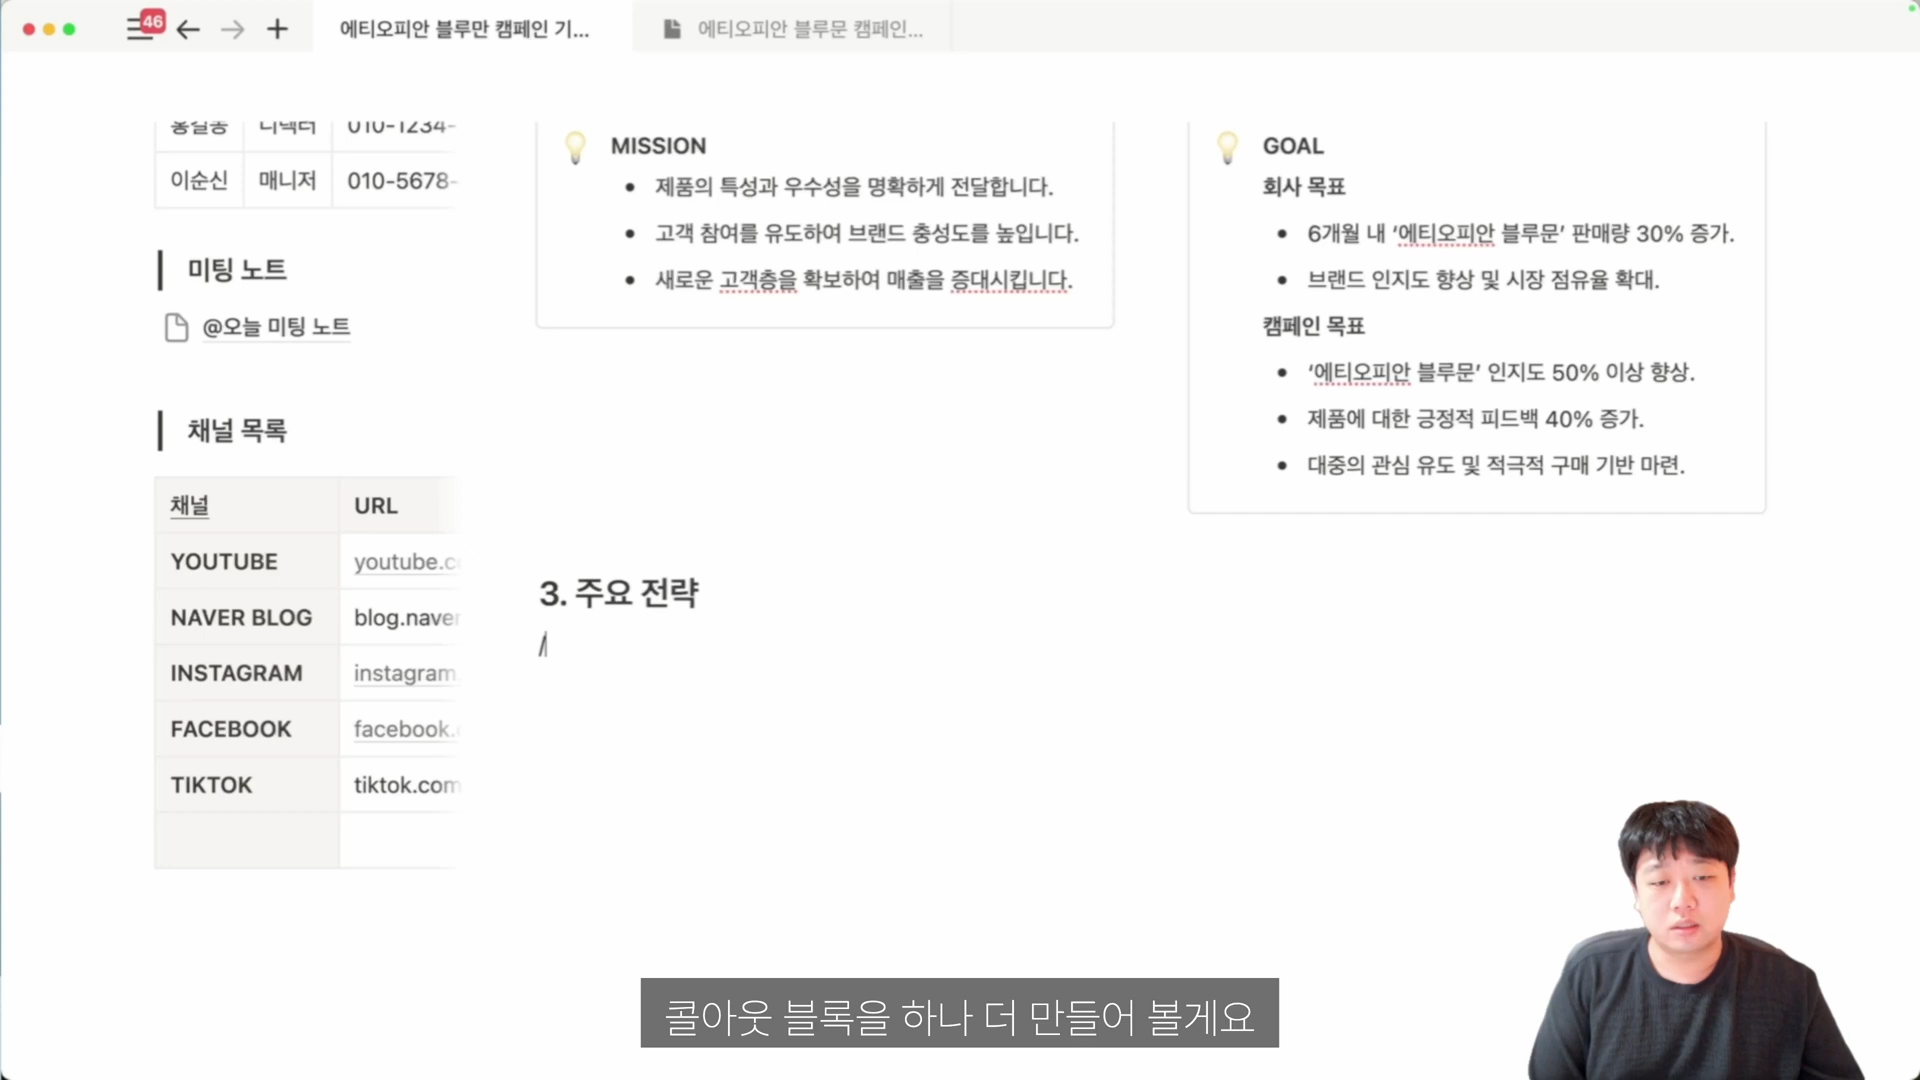 46
에티오피안 블루만 캠페인 기...
에티오피안 블루문 캠페인...
홍길동 디렉터 010-1234-
이순신 매니저 010-5678-
미팅 노트
@오늘 미팅 노트
채널 목록
채널 URL
YOUTUBE youtube.c
NAVER BLOG blog.naver
INSTAGRAM instagram.
FACEBOOK facebook.
TIKTOK tiktok.com
MISSION
• 제품의 특성과 우수성을 명확하게 전달합니다.
• 고객 참여를 유도하여 브랜드 충성도를 높입니다.
• 새로운 고객층을 확보하여 매출을 증대시킵니다.
GOAL
회사 목표
• 6개월 내 ‘에티오피안 블루문’ 판매량 30% 증가.
• 브랜드 인지도 향상 및 시장 점유율 확대.
캠페인 목표
• ‘에티오피안 블루문’ 인지도 50% 이상 향상.
• 제품에 대한 긍정적 피드백 40% 증가.
• 대중의 관심 유도 및 적극적 구매 기반 마련.
3. 주요 전략
/
콜아웃 블록을 하나 더 만들어 볼게요